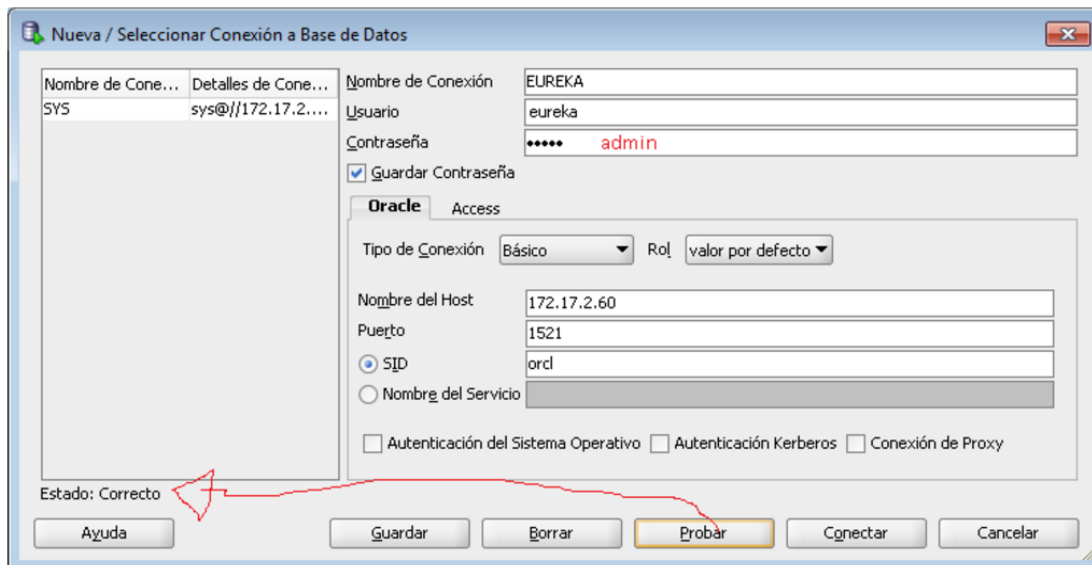 Nueva / Seleccionar Conexión a Base de Datos
Nombre de Cone... Detalles de Cone...
SYS sys@//172.17.2....
Nombre de Conexión EUREKA
Usuario eureka
Contraseña ••••• admin
Guardar Contraseña
Oracle Access
Tipo de Conexión Básico Rol valor por defecto
Nombre del Host 172.17.2.60
Puerto 1521
SID orcl
Nombre del Servicio
Autenticación del Sistema Operativo Autenticación Kerberos Conexión de Proxy
Estado: Correcto
Ayuda Guardar Borrar Probar Conectar Cancelar